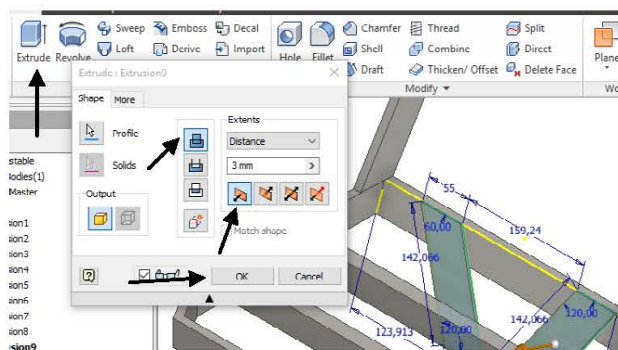 Sweep Emboss Decal Chamfer Thread Split
Loft Derive Import Shell Combine Direct
Extrude Revolve Hole Fillet Draft Thicken/ Offset Delete Face Plane
Modify
Extrude : Extrusion9
Shape More
Profile
Solids
Output
Extents
Distance
3 mm
Match shape
OK Cancel
stable
Bodies(1)
Master
sion1
sion2
sion3
sion4
sion5
sion6
sion7
sion8
usion9
55
60,00
159,24
142,066
142,066
120,00
123,913
120,00